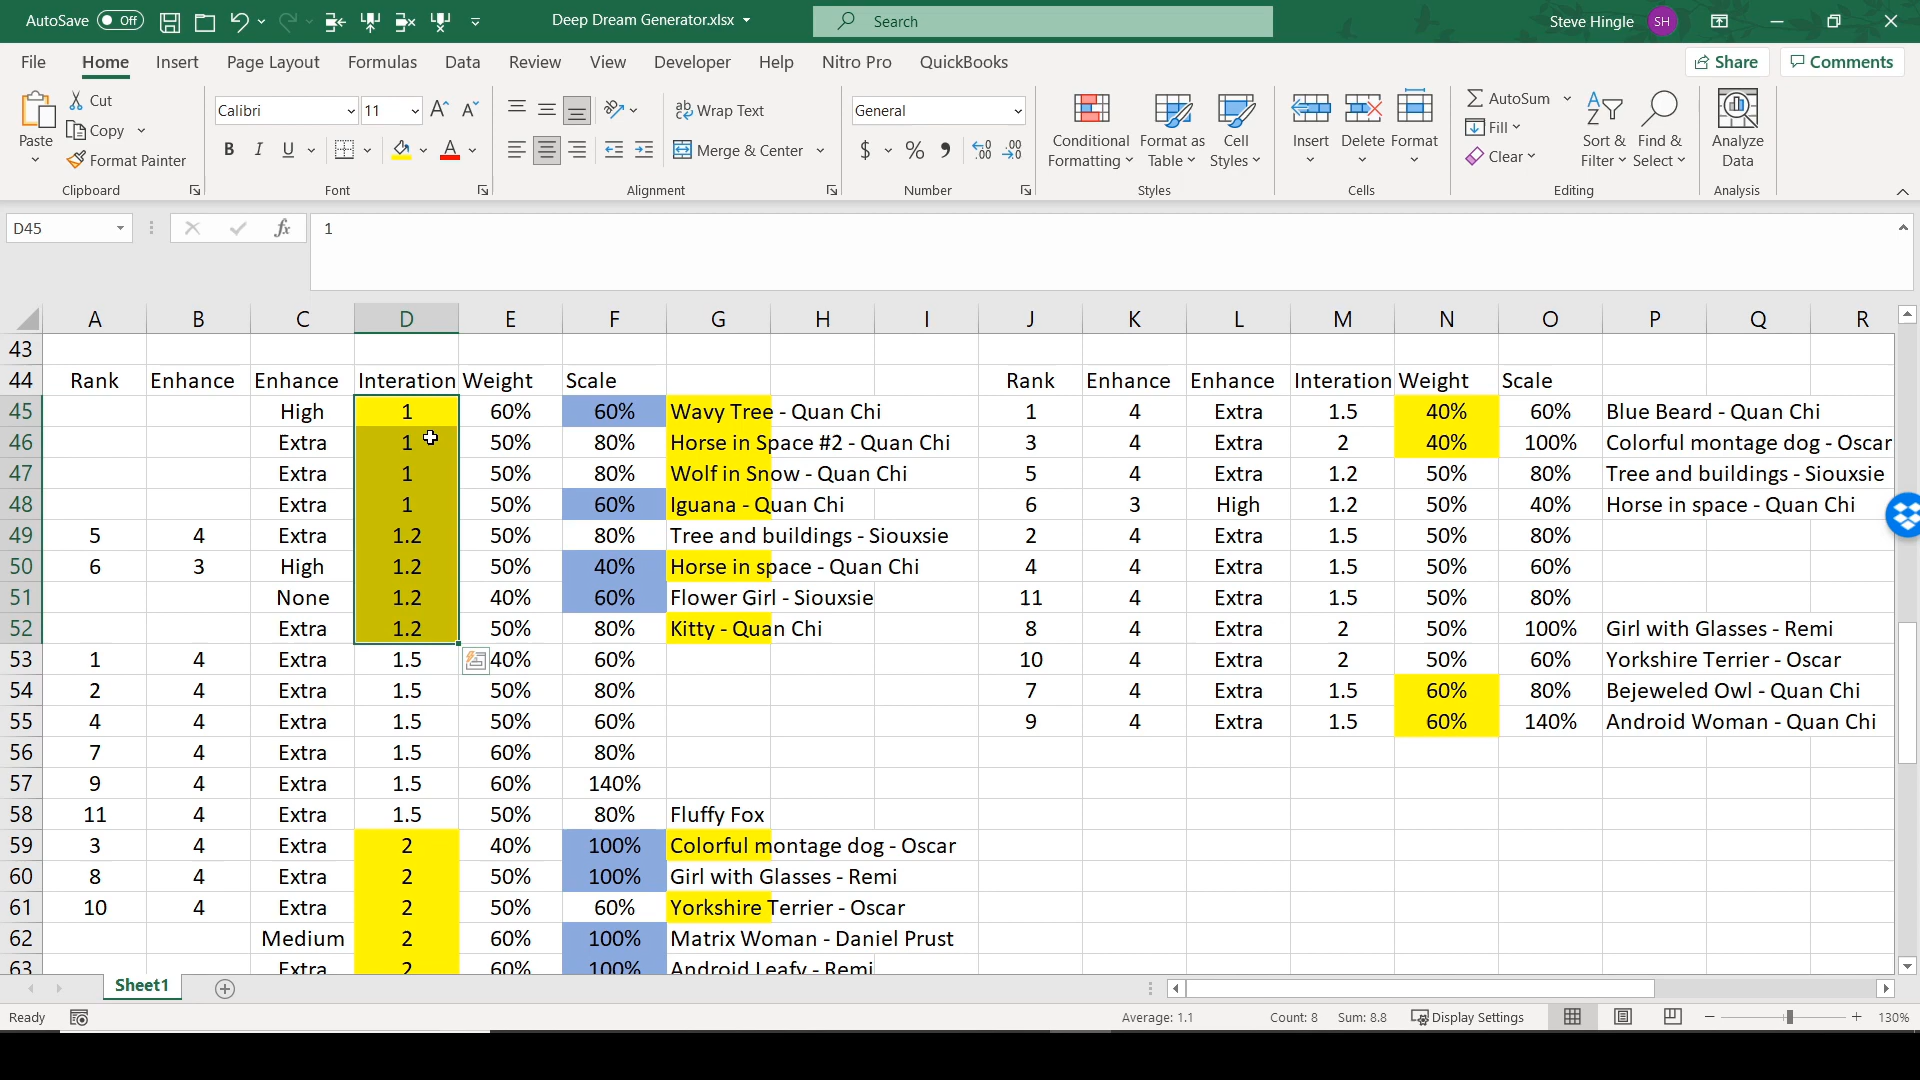 AutoSave Off Deep Dream Generator.xlsx Search Steve Hingle SH
File Home Insert Page Layout Formulas Data Review View Developer Help Nitro Pro QuickBooks Share Comments
Paste Cut Copy Format Painter Clipboard
Calibri 11 B I U A Font
Wrap Text Merge & Center Alignment
General $ % Number
Conditional Formatting Format as Table Cell Styles Styles
Insert Delete Format Cells
AutoSum Fill Clear Sort & Filter Find & Select Editing
Analyze Data Analysis
D45 fx 1
A B C D E F G H I J K L M N O P Q R
43
44 Rank Enhance Enhance Interation Weight Scale Rank Enhance Enhance Interation Weight Scale
45 High 1 60% 60% Wavy Tree - Quan Chi 1 4 Extra 1.5 40% 60% Blue Beard - Quan Chi
46 Extra 1 50% 80% Horse in Space #2 - Quan Chi 3 4 Extra 2 40% 100% Colorful montage dog - Oscar
47 Extra 1 50% 80% Wolf in Snow - Quan Chi 5 4 Extra 1.2 50% 80% Tree and buildings - Siouxsie
48 Extra 1 50% 60% Iguana - Quan Chi 6 3 High 1.2 50% 40% Horse in space - Quan Chi
49 5 4 Extra 1.2 50% 80% Tree and buildings - Siouxsie 2 4 Extra 1.5 50% 80%
50 6 3 High 1.2 50% 40% Horse in space - Quan Chi 4 4 Extra 1.5 50% 60%
51 None 1.2 40% 60% Flower Girl - Siouxsie 11 4 Extra 1.5 50% 80%
52 Extra 1.2 50% 80% Kitty - Quan Chi 8 4 Extra 2 50% 100% Girl with Glasses - Remi
53 1 4 Extra 1.5 40% 60% 10 4 Extra 2 50% 60% Yorkshire Terrier - Oscar
54 2 4 Extra 1.5 50% 80% 7 4 Extra 1.5 60% 80% Bejeweled Owl - Quan Chi
55 4 4 Extra 1.5 50% 60% 9 4 Extra 1.5 60% 140% Android Woman - Quan Chi
56 7 4 Extra 1.5 60% 80%
57 9 4 Extra 1.5 60% 140%
58 11 4 Extra 1.5 50% 80% Fluffy Fox
59 3 4 Extra 2 40% 100% Colorful montage dog - Oscar
60 8 4 Extra 2 50% 100% Girl with Glasses - Remi
61 10 4 Extra 2 50% 60% Yorkshire Terrier - Oscar
62 Medium 2 60% 100% Matrix Woman - Daniel Prust
63 Extra 2 60% 100% Android Leafy - Remi
Sheet1
Ready Average: 1.1 Count: 8 Sum: 8.8 Display Settings 130%